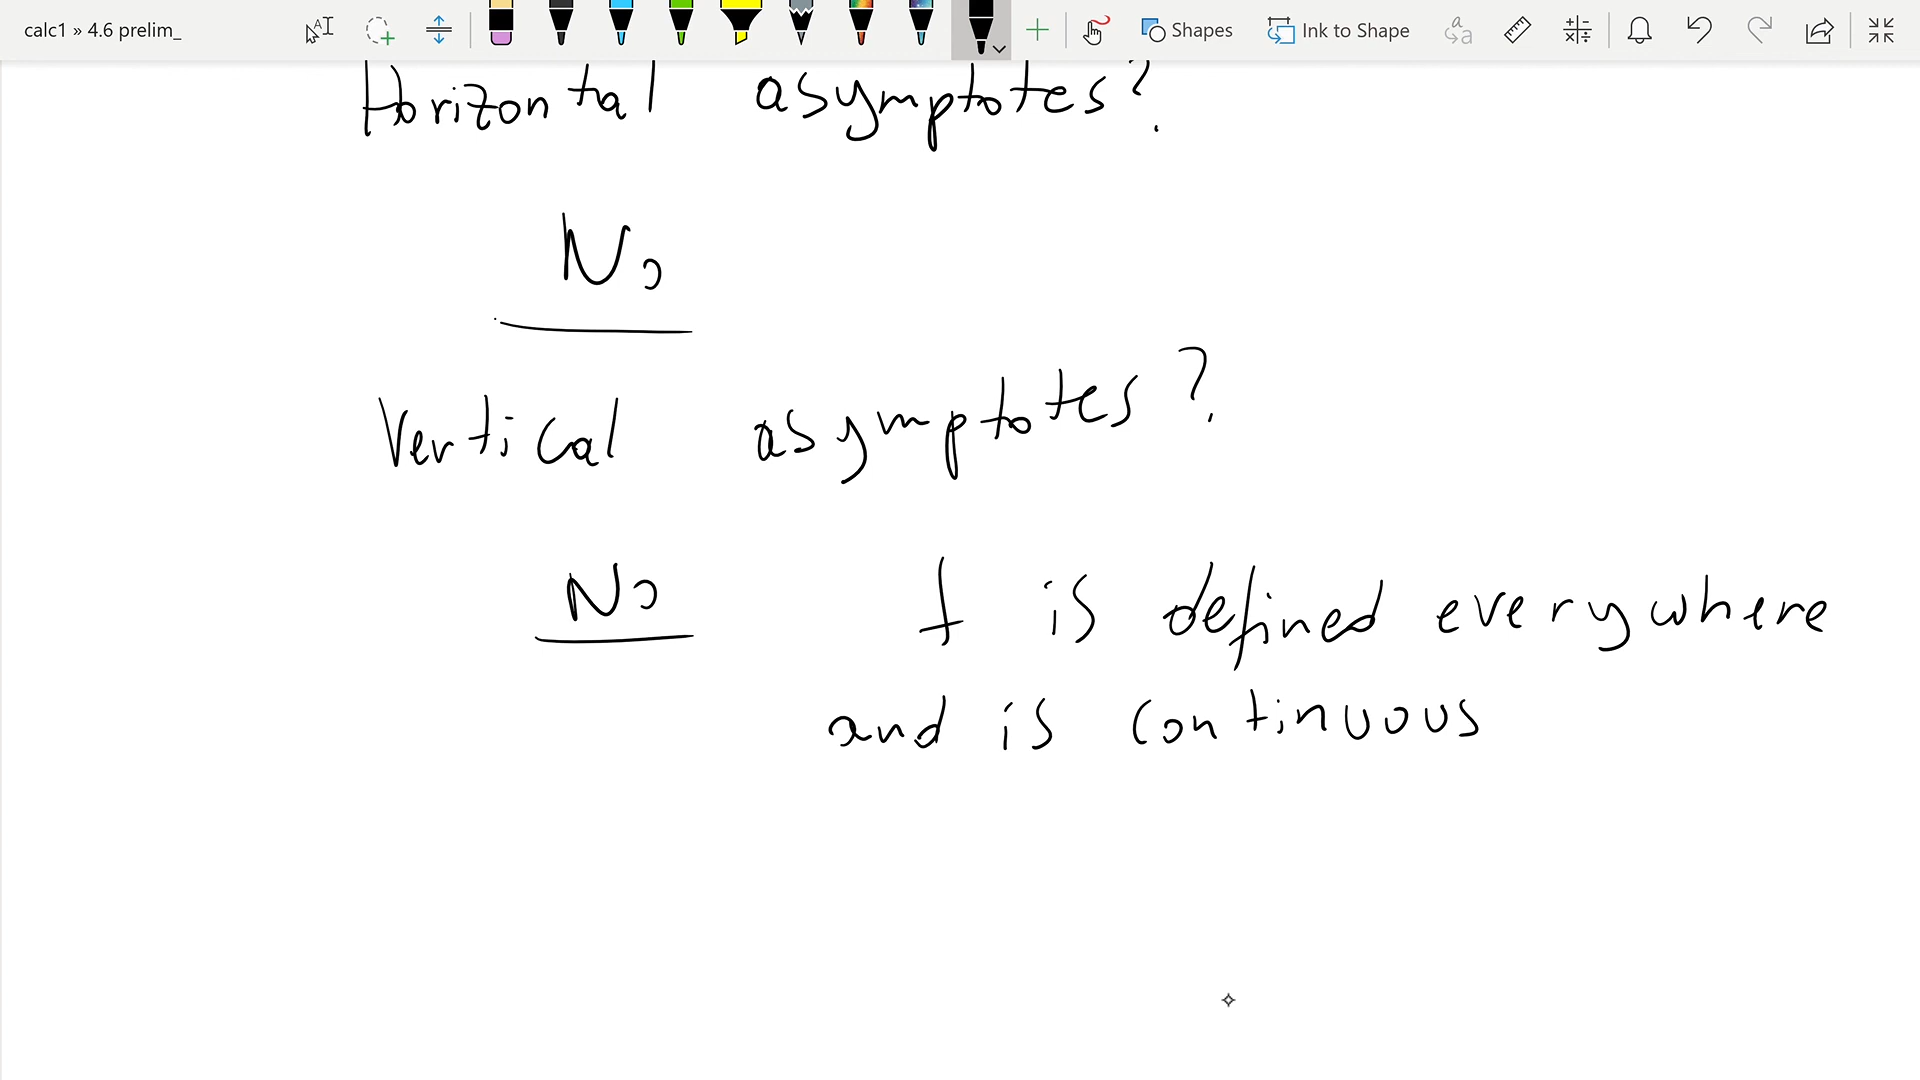 calc1 » 4.6 prelim_
Shapes
Ink to Shape
Horizontal asymptotes?
No
Vertical asymptotes?
No f is defined everywhere
and is continuous